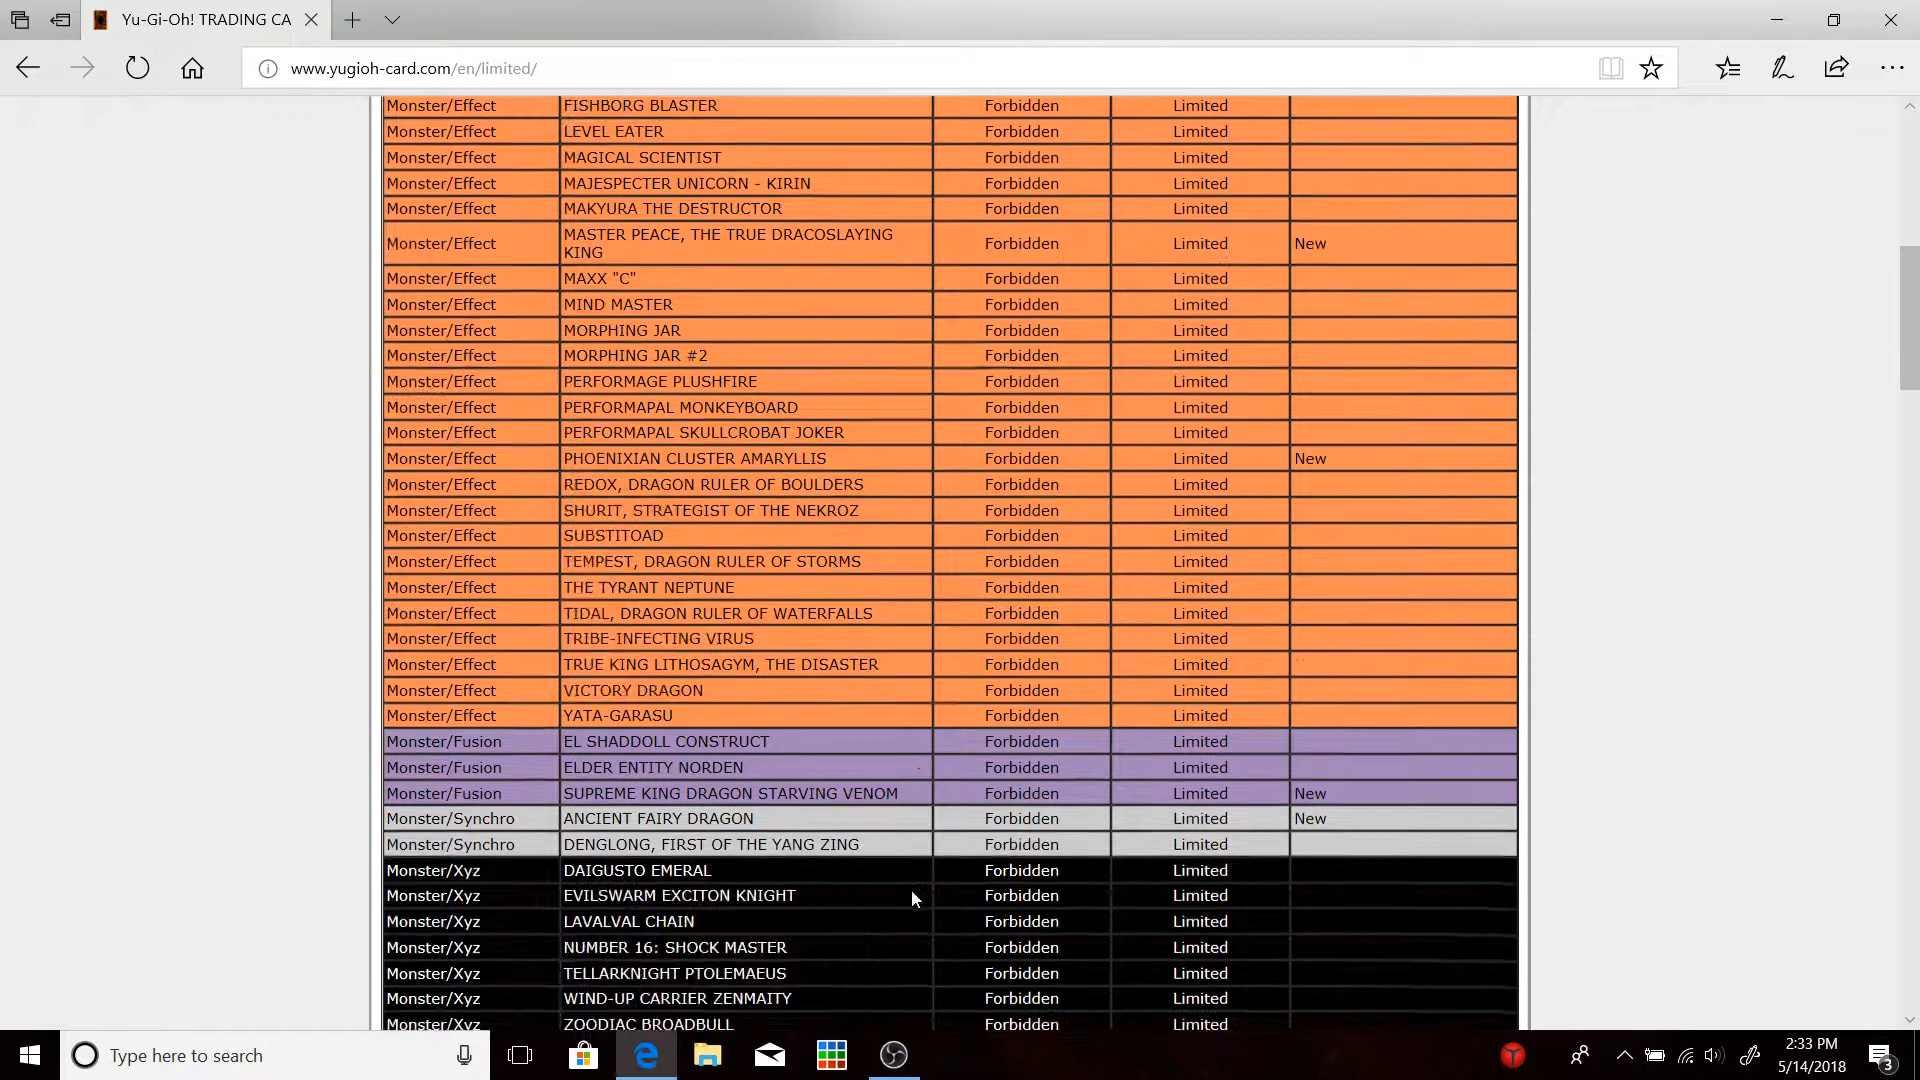 Yu-Gi-Oh! TRADING CA
www.yugioh-card.com/en/limited/
Monster/Effect FISHBORG BLASTER Forbidden Limited
Monster/Effect LEVEL EATER Forbidden Limited
Monster/Effect MAGICAL SCIENTIST Forbidden Limited
Monster/Effect MAJESPECTER UNICORN - KIRIN Forbidden Limited
Monster/Effect MAKYURA THE DESTRUCTOR Forbidden Limited
Monster/Effect MASTER PEACE, THE TRUE DRACOSLAYING
KING Forbidden Limited New
Monster/Effect MAXX "C" Forbidden Limited
Monster/Effect MIND MASTER Forbidden Limited
Monster/Effect MORPHING JAR Forbidden Limited
Monster/Effect MORPHING JAR #2 Forbidden Limited
Monster/Effect PERFORMAGE PLUSHFIRE Forbidden Limited
Monster/Effect PERFORMAPAL MONKEYBOARD Forbidden Limited
Monster/Effect PERFORMAPAL SKULLCROBAT JOKER Forbidden Limited
Monster/Effect PHOENIXIAN CLUSTER AMARYLLIS Forbidden Limited New
Monster/Effect REDOX, DRAGON RULER OF BOULDERS Forbidden Limited
Monster/Effect SHURIT, STRATEGIST OF THE NEKROZ Forbidden Limited
Monster/Effect SUBSTITOAD Forbidden Limited
Monster/Effect TEMPEST, DRAGON RULER OF STORMS Forbidden Limited
Monster/Effect THE TYRANT NEPTUNE Forbidden Limited
Monster/Effect TIDAL, DRAGON RULER OF WATERFALLS Forbidden Limited
Monster/Effect TRIBE-INFECTING VIRUS Forbidden Limited
Monster/Effect TRUE KING LITHOSAGYM, THE DISASTER Forbidden Limited
Monster/Effect VICTORY DRAGON Forbidden Limited
Monster/Effect YATA-GARASU Forbidden Limited
Monster/Fusion EL SHADDOLL CONSTRUCT Forbidden Limited
Monster/Fusion ELDER ENTITY NORDEN Forbidden Limited
Monster/Fusion SUPREME KING DRAGON STARVING VENOM Forbidden Limited New
Monster/Synchro ANCIENT FAIRY DRAGON Forbidden Limited New
Monster/Synchro DENGLONG, FIRST OF THE YANG ZING Forbidden Limited
Monster/Xyz DAIGUSTO EMERAL Forbidden Limited
Monster/Xyz EVILSWARM EXCITON KNIGHT Forbidden Limited
Monster/Xyz LAVALVAL CHAIN Forbidden Limited
Monster/Xyz NUMBER 16: SHOCK MASTER Forbidden Limited
Monster/Xyz TELLARKNIGHT PTOLEMAEUS Forbidden Limited
Monster/Xyz WIND-UP CARRIER ZENMAITY Forbidden Limited
Monster/Xyz ZOODIAC BROADBULL Forbidden Limited
Type here to search
2:33 PM
5/14/2018
3